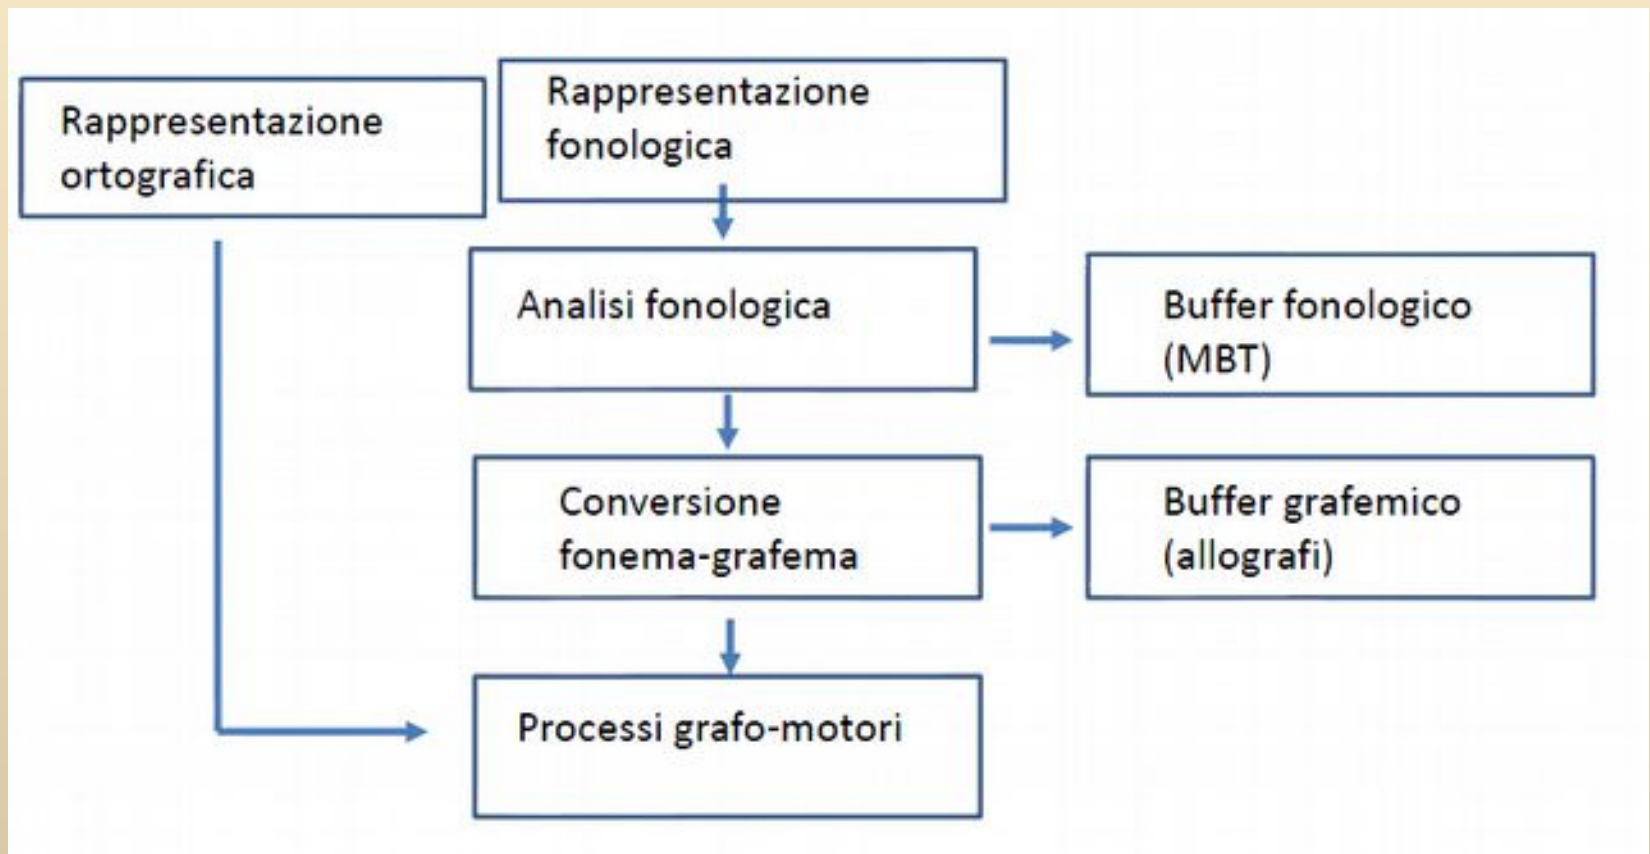 Rappresentazione
ortografica
Rappresentazione
fonologica
Analisi fonologica
Buffer fonologico
(MBT)
Conversione
fonema-grafema
Buffer grafemico
(allografi)
Processi grafo-motori